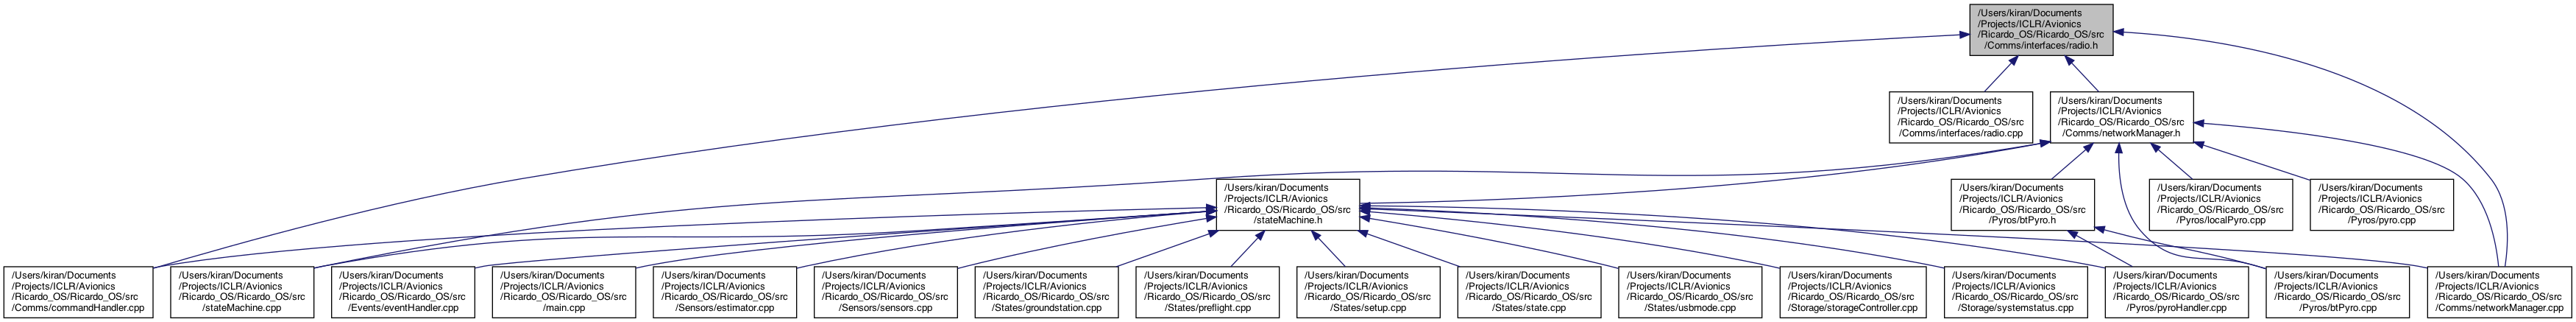 /Users/kiran/Documents
/Projects/ICLR/Avionics
/Ricardo_OS/Ricardo_OS/src
/Comms/interfaces/radio.h
/Users/kiran/Documents
/Projects/ICLR/Avionics
/Ricardo_OS/Ricardo_OS/src
/Comms/interfaces/radio.cpp
/Users/kiran/Documents
/Projects/ICLR/Avionics
/Ricardo_OS/Ricardo_OS/src
/Comms/networkManager.h
/Users/kiran/Documents
/Projects/ICLR/Avionics
/Ricardo_OS/Ricardo_OS/src
/stateMachine.h
/Users/kiran/Documents
/Projects/ICLR/Avionics
/Ricardo_OS/Ricardo_OS/src
/Pyros/btPyro.h
/Users/kiran/Documents
/Projects/ICLR/Avionics
/Ricardo_OS/Ricardo_OS/src
/Pyros/localPyro.cpp
/Users/kiran/Documents
/Projects/ICLR/Avionics
/Ricardo_OS/Ricardo_OS/src
/Pyros/pyro.cpp
/Users/kiran/Documents
/Projects/ICLR/Avionics
/Ricardo_OS/Ricardo_OS/src
/Comms/commandHandler.cpp
/Users/kiran/Documents
/Projects/ICLR/Avionics
/Ricardo_OS/Ricardo_OS/src
/stateMachine.cpp
/Users/kiran/Documents
/Projects/ICLR/Avionics
/Ricardo_OS/Ricardo_OS/src
/Events/eventHandler.cpp
/Users/kiran/Documents
/Projects/ICLR/Avionics
/Ricardo_OS/Ricardo_OS/src
/main.cpp
/Users/kiran/Documents
/Projects/ICLR/Avionics
/Ricardo_OS/Ricardo_OS/src
/Sensors/estimator.cpp
/Users/kiran/Documents
/Projects/ICLR/Avionics
/Ricardo_OS/Ricardo_OS/src
/Sensors/sensors.cpp
/Users/kiran/Documents
/Projects/ICLR/Avionics
/Ricardo_OS/Ricardo_OS/src
/States/groundstation.cpp
/Users/kiran/Documents
/Projects/ICLR/Avionics
/Ricardo_OS/Ricardo_OS/src
/States/preflight.cpp
/Users/kiran/Documents
/Projects/ICLR/Avionics
/Ricardo_OS/Ricardo_OS/src
/States/setup.cpp
/Users/kiran/Documents
/Projects/ICLR/Avionics
/Ricardo_OS/Ricardo_OS/src
/States/state.cpp
/Users/kiran/Documents
/Projects/ICLR/Avionics
/Ricardo_OS/Ricardo_OS/src
/States/usbmode.cpp
/Users/kiran/Documents
/Projects/ICLR/Avionics
/Ricardo_OS/Ricardo_OS/src
/Storage/storageController.cpp
/Users/kiran/Documents
/Projects/ICLR/Avionics
/Ricardo_OS/Ricardo_OS/src
/Storage/systemstatus.cpp
/Users/kiran/Documents
/Projects/ICLR/Avionics
/Ricardo_OS/Ricardo_OS/src
/Pyros/pyroHandler.cpp
/Users/kiran/Documents
/Projects/ICLR/Avionics
/Ricardo_OS/Ricardo_OS/src
/Pyros/btPyro.cpp
/Users/kiran/Documents
/Projects/ICLR/Avionics
/Ricardo_OS/Ricardo_OS/src
/Comms/networkManager.cpp